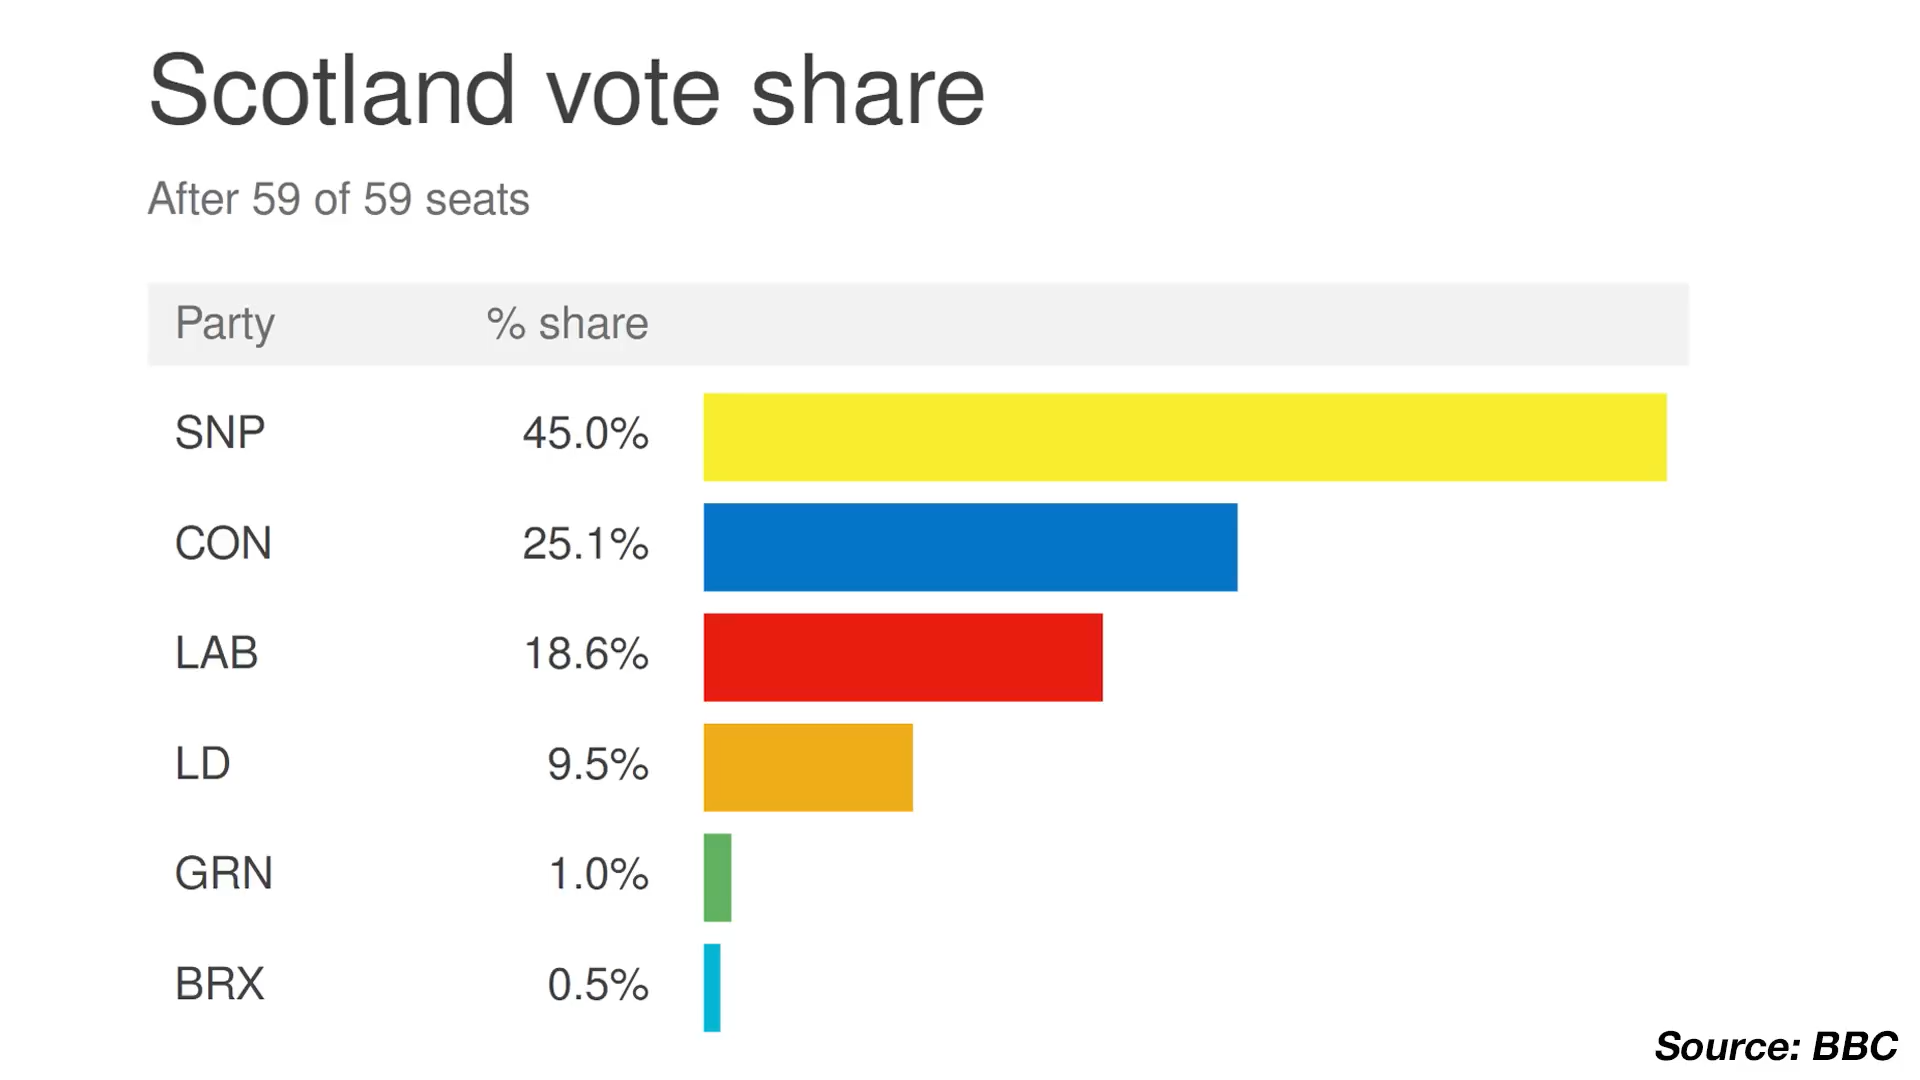 Scotland vote share
After 59 of 59 seats
Party % share
SNP 45.0%
CON 25.1%
LAB 18.6%
LD 9.5%
GRN 1.0%
BRX 0.5%
Source: BBC